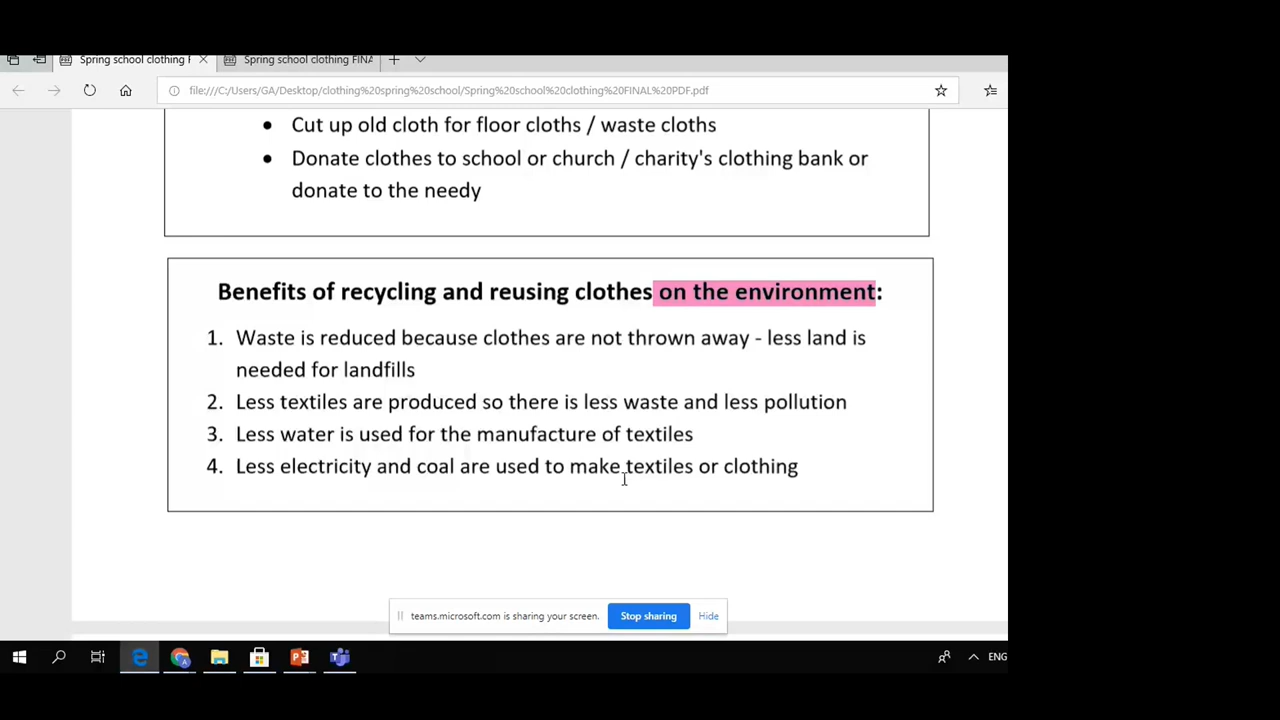 Spring school clothing F
Spring school clothing FINA
file:///C:/Users/GA/Desktop/clothing%20spring%20school/Spring%20school%20clothing%20FINAL%20PDF.pdf
• Cut up old cloth for floor cloths / waste cloths
• Donate clothes to school or church / charity's clothing bank or
donate to the needy
Benefits of recycling and reusing clothes on the environment:
1. Waste is reduced because clothes are not thrown away - less land is
needed for landfills
2. Less textiles are produced so there is less waste and less pollution
3. Less water is used for the manufacture of textiles
4. Less electricity and coal are used to make textiles or clothing
teams.microsoft.com is sharing your screen. Stop sharing Hide
ENG